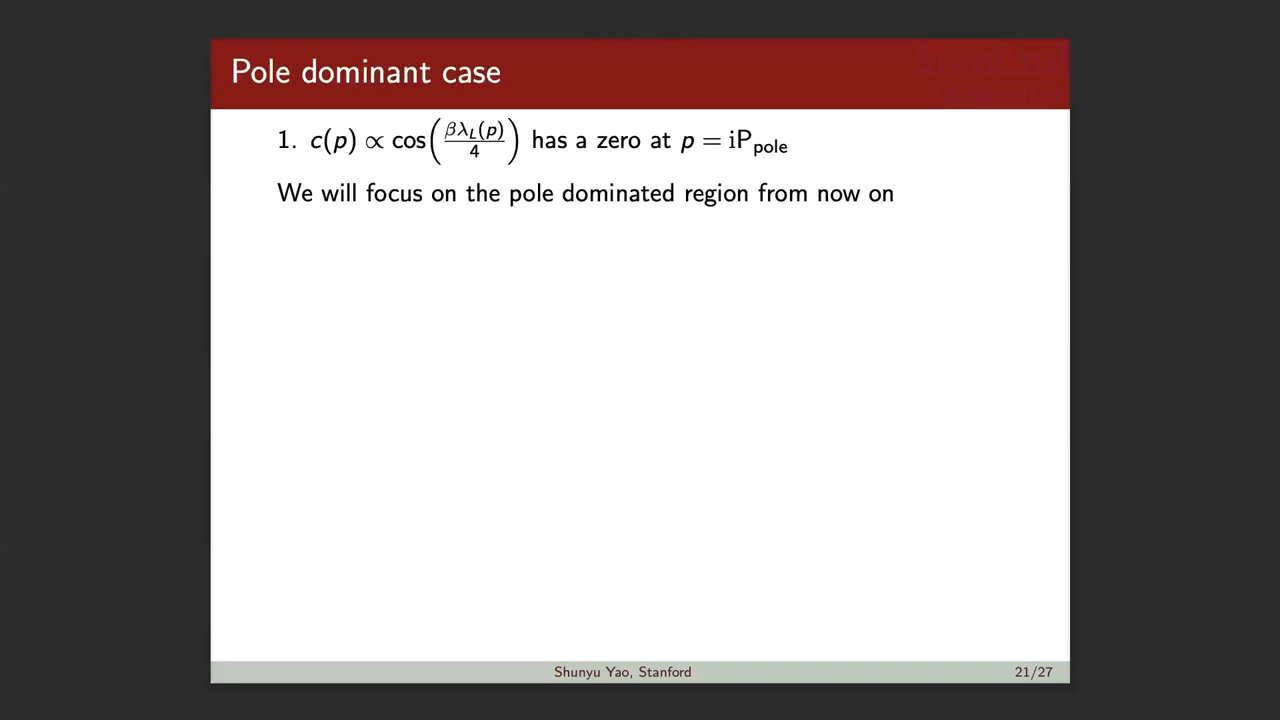 Pole dominant case
1. c(p) ∝ cos(βλ_L(p)/4) has a zero at p = iP_pole
We will focus on the pole dominated region from now on
Shunyu Yao, Stanford 21/27